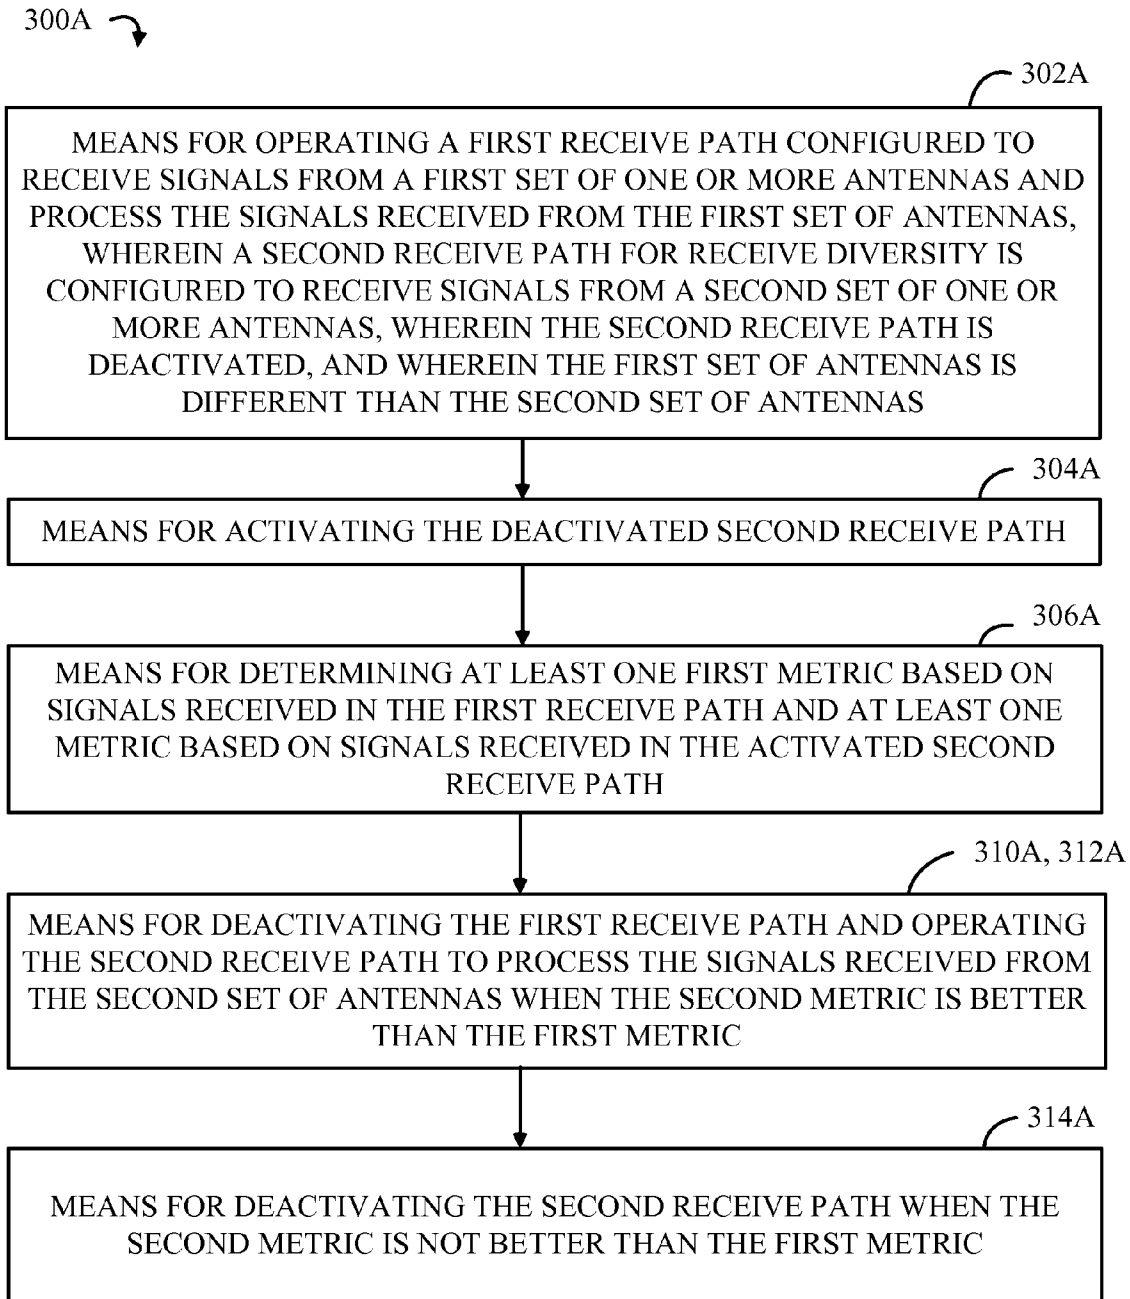 300A
302A
MEANS FOR OPERATING A FIRST RECEIVE PATH CONFIGURED TO
RECEIVE SIGNALS FROM A FIRST SET OF ONE OR MORE ANTENNAS AND
PROCESS THE SIGNALS RECEIVED FROM THE FIRST SET OF ANTENNAS,
WHEREIN A SECOND RECEIVE PATH FOR RECEIVE DIVERSITY IS
CONFIGURED TO RECEIVE SIGNALS FROM A SECOND SET OF ONE OR
MORE ANTENNAS, WHEREIN THE SECOND RECEIVE PATH IS
DEACTIVATED, AND WHEREIN THE FIRST SET OF ANTENNAS IS
DIFFERENT THAN THE SECOND SET OF ANTENNAS
304A
MEANS FOR ACTIVATING THE DEACTIVATED SECOND RECEIVE PATH
306A
MEANS FOR DETERMINING AT LEAST ONE FIRST METRIC BASED ON
SIGNALS RECEIVED IN THE FIRST RECEIVE PATH AND AT LEAST ONE
METRIC BASED ON SIGNALS RECEIVED IN THE ACTIVATED SECOND
RECEIVE PATH
310A, 312A
MEANS FOR DEACTIVATING THE FIRST RECEIVE PATH AND OPERATING
THE SECOND RECEIVE PATH TO PROCESS THE SIGNALS RECEIVED FROM
THE SECOND SET OF ANTENNAS WHEN THE SECOND METRIC IS BETTER
THAN THE FIRST METRIC
314A
MEANS FOR DEACTIVATING THE SECOND RECEIVE PATH WHEN THE
SECOND METRIC IS NOT BETTER THAN THE FIRST METRIC